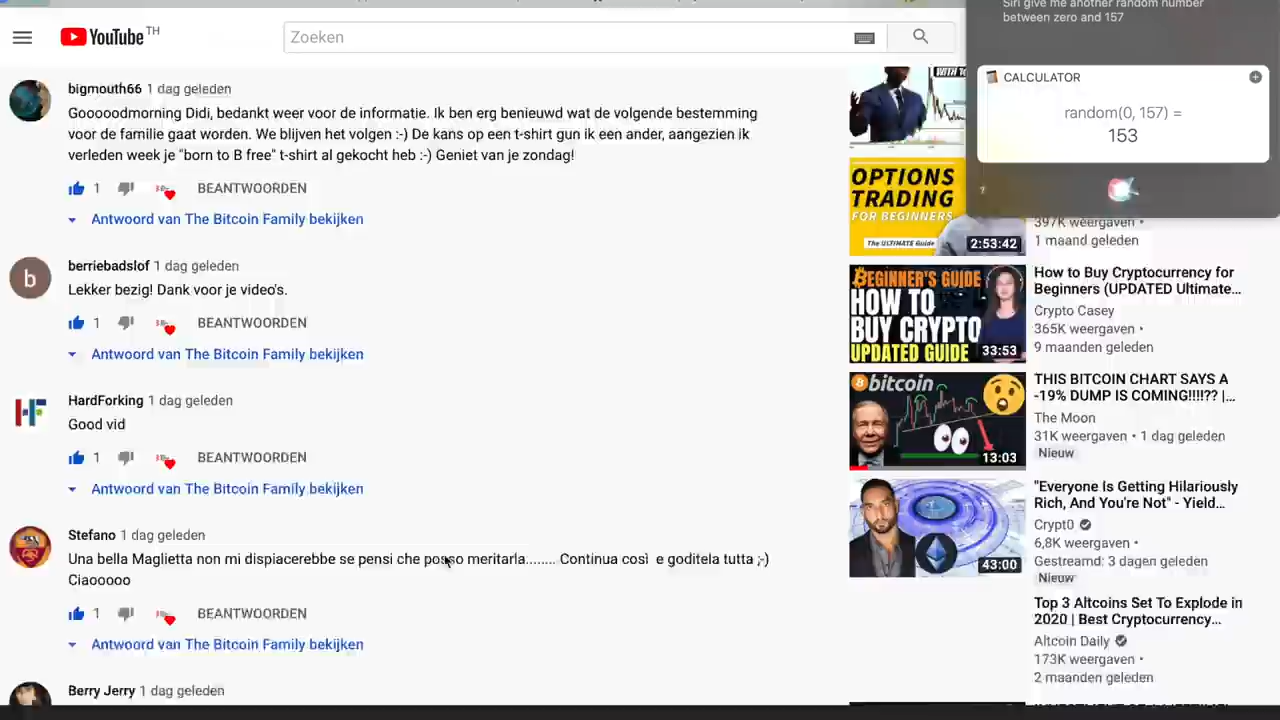 Siri give me another random number
between zero and 157
CALCULATOR
random(0, 157) =
153
YouTube TH
Zoeken
bigmouth66 1 dag geleden
Gooooodmorning Didi, bedankt weer voor de informatie. Ik ben erg benieuwd wat de volgende bestemming
voor de familie gaat worden. We blijven het volgen :-) De kans op een t-shirt gun ik een ander, aangezien ik
verleden week je "born to B free" t-shirt al gekocht heb :-) Geniet van je zondag!
1 BEANTWOORDEN
Antwoord van The Bitcoin Family bekijken
berriebadslof 1 dag geleden
Lekker bezig! Dank voor je video's.
1 BEANTWOORDEN
Antwoord van The Bitcoin Family bekijken
HardForking 1 dag geleden
Good vid
1 BEANTWOORDEN
Antwoord van The Bitcoin Family bekijken
Stefano 1 dag geleden
Una bella Maglietta non mi dispiacerebbe se pensi che posso meritarla........ Continua così e goditela tutta ;-)
Ciaooooo
1 BEANTWOORDEN
Antwoord van The Bitcoin Family bekijken
Berry Jerry 1 dag geleden
WITH
OPTIONS
TRADING
FOR BEGINNERS
The ULTIMATE Guide
2:53:42
397K weergaven •
1 maand geleden
BEGINNER'S GUIDE
HOW TO
BUY CRYPTO
UPDATED GUIDE
33:53
How to Buy Cryptocurrency for
Beginners (UPDATED Ultimate...
Crypto Casey
365K weergaven •
9 maanden geleden
bitcoin
13:03
THIS BITCOIN CHART SAYS A
-19% DUMP IS COMING!!!!?? |...
The Moon
31K weergaven • 1 dag geleden
Nieuw
43:00
"Everyone Is Getting Hilariously
Rich, And You're Not" - Yield...
Crypt0
6,8K weergaven •
Gestreamd: 3 dagen geleden
Nieuw
Top 3 Altcoins Set To Explode in
2020 | Best Cryptocurrency...
Altcoin Daily
173K weergaven •
2 maanden geleden